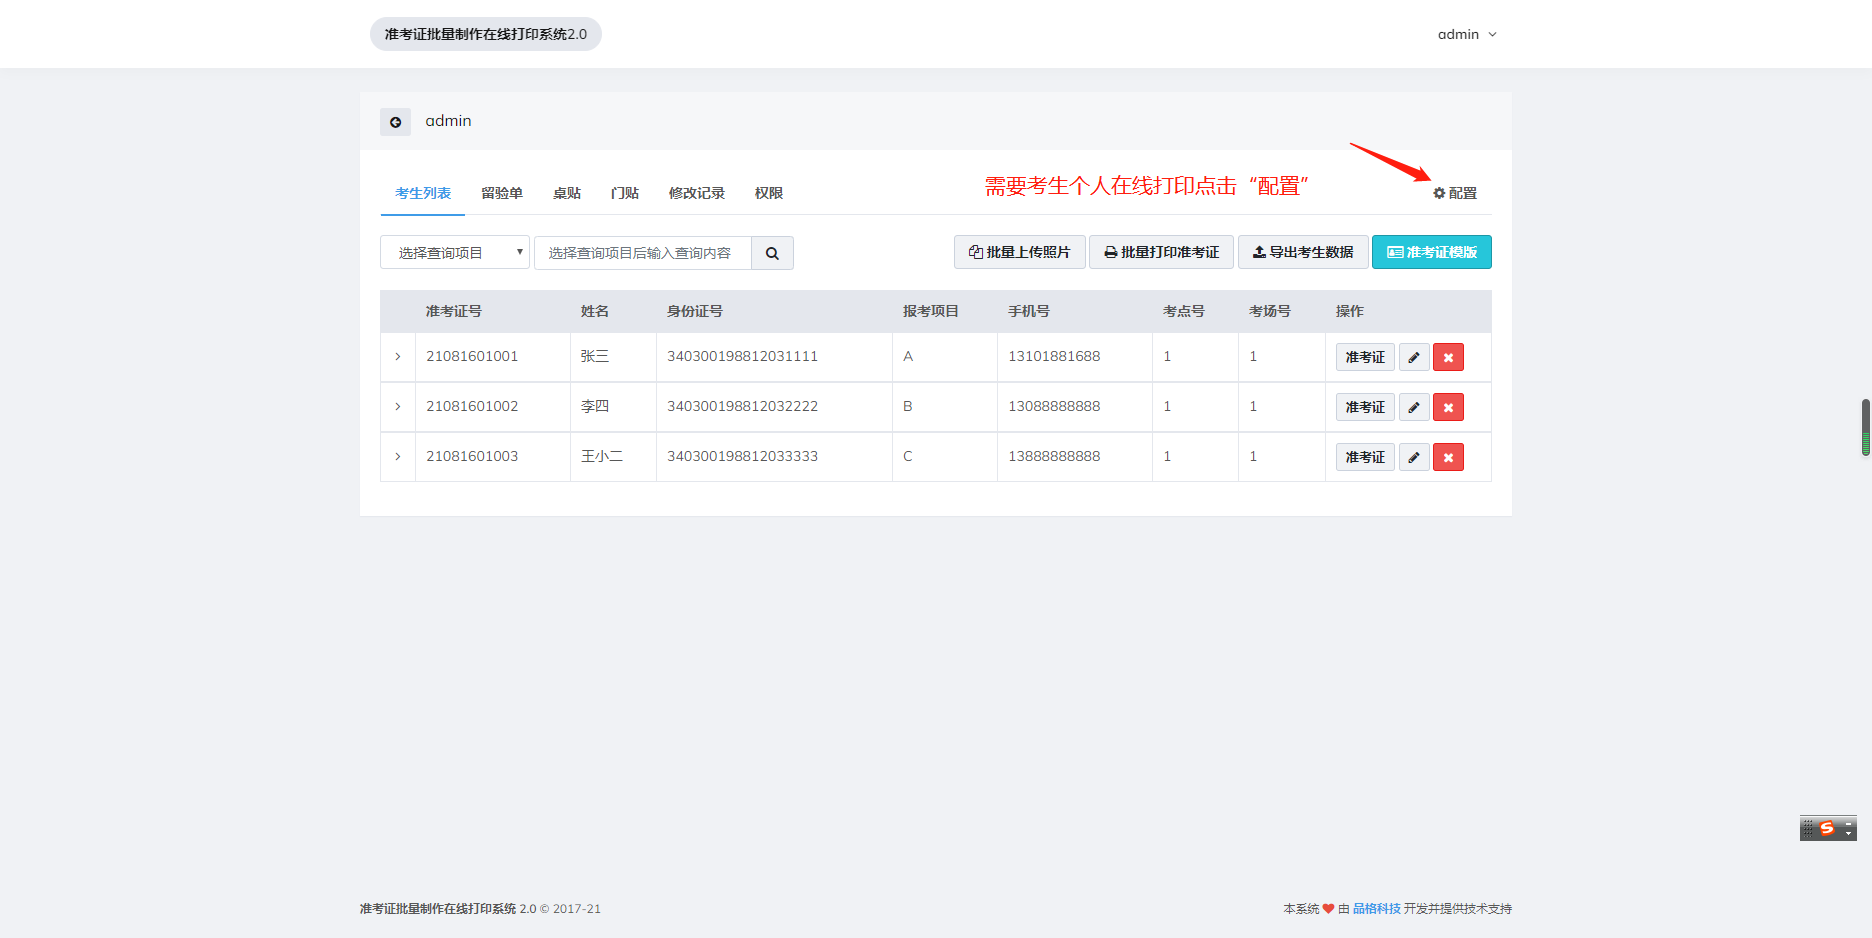 准考证批量制作在线打印系统2.0
admin
admin
考生列表 留验单 桌贴 门贴 修改记录 权限
需要考生个人在线打印点击“配置”
配置
选择查询项目 选择查询项目后输入查询内容 批量上传照片 批量打印准考证 导出考生数据 准考证模版
准考证号 姓名 身份证号 报考项目 手机号 考点号 考场号 操作
21081601001 张三 340300198812031111 A 13101881688 1 1 准考证
21081601002 李四 340300198812032222 B 13088888888 1 1 准考证
21081601003 王小二 340300198812033333 C 13888888888 1 1 准考证
准考证批量制作在线打印系统 2.0 © 2017-21
本系统 ❤ 由 品格科技 开发并提供技术支持